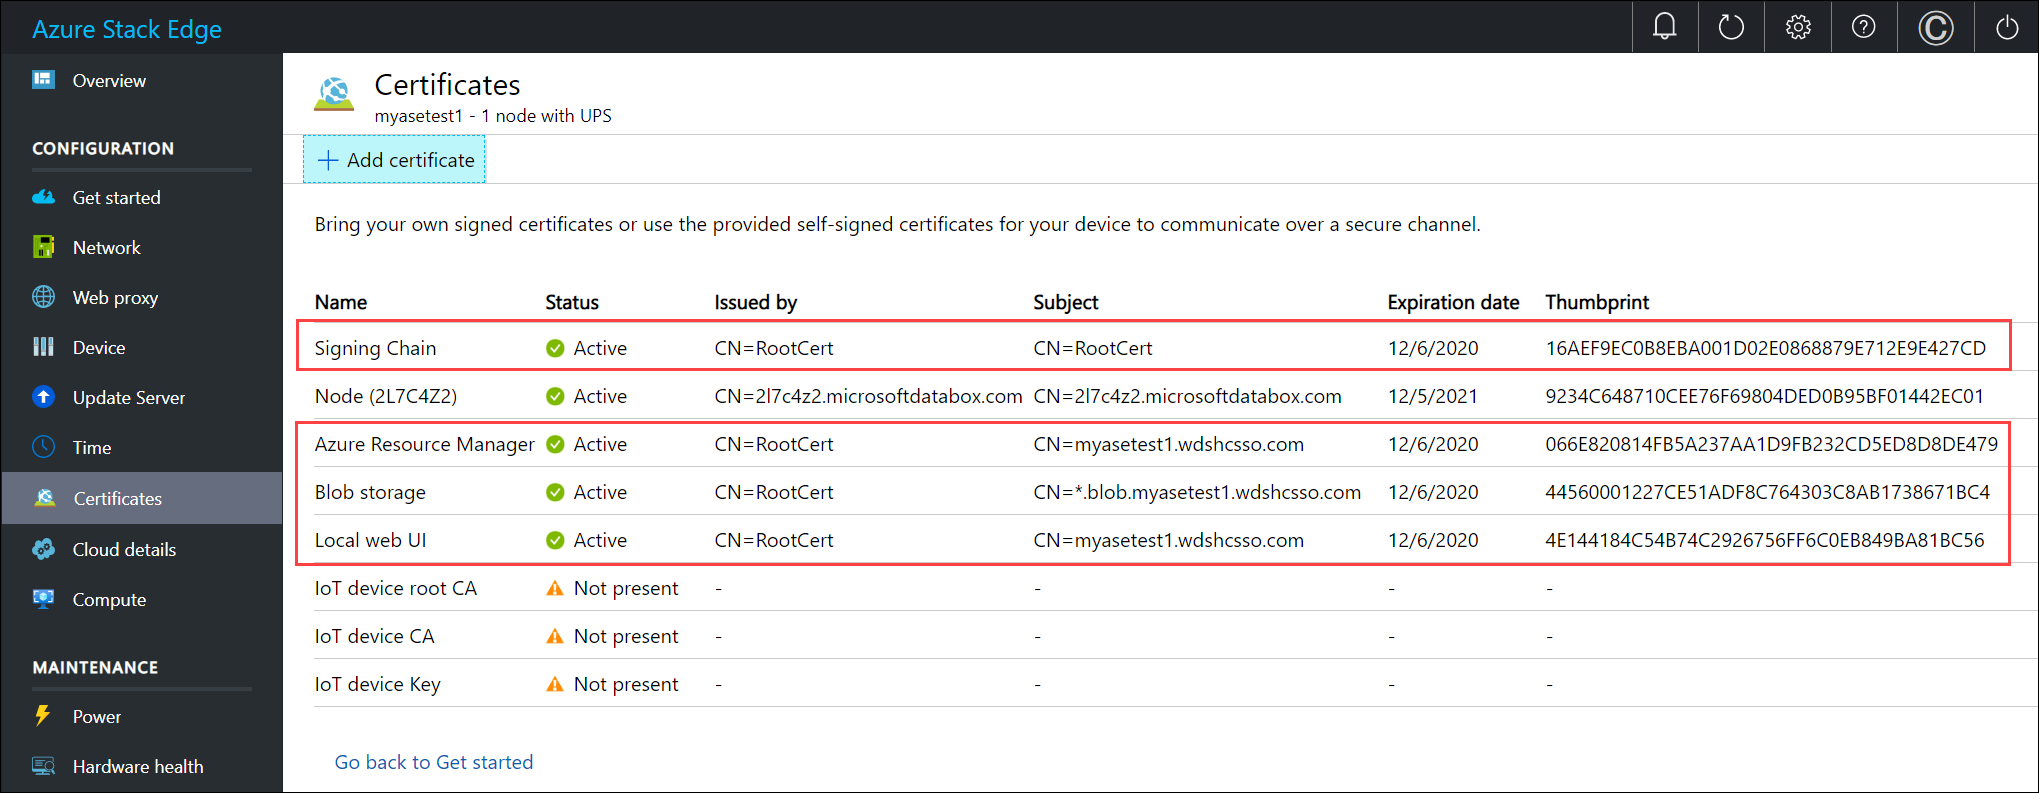 Azure Stack Edge
Overview
CONFIGURATION
Get started
Network
Web proxy
Device
Update Server
Time
Certificates
Cloud details
Compute
MAINTENANCE
Power
Hardware health
Certificates
myasetest1 - 1 node with UPS
+ Add certificate
Bring your own signed certificates or use the provided self-signed certificates for your device to communicate over a secure channel.
Name Status Issued by Subject Expiration date Thumbprint
Signing Chain Active CN=RootCert CN=RootCert 12/6/2020 16AEF9EC0B8EBA001D02E0868879E712E9E427CD
Node (2L7C4Z2) Active CN=2l7c4z2.microsoftdatabox.com CN=2l7c4z2.microsoftdatabox.com 12/5/2021 9234C648710CEE76F69804DED0B95BF01442EC01
Azure Resource Manager Active CN=RootCert CN=myasetest1.wdshcsso.com 12/6/2020 066E820814FB5A237AA1D9FB232CD5ED8D8DE479
Blob storage Active CN=RootCert CN=*.blob.myasetest1.wdshcsso.com 12/6/2020 44560001227CE51ADF8C764303C8AB1738671BC4
Local web UI Active CN=RootCert CN=myasetest1.wdshcsso.com 12/6/2020 4E144184C54B74C2926756FF6C0EB849BA81BC56
IoT device root CA Not present - - - -
IoT device CA Not present - - - -
IoT device Key Not present - - - -
Go back to Get started